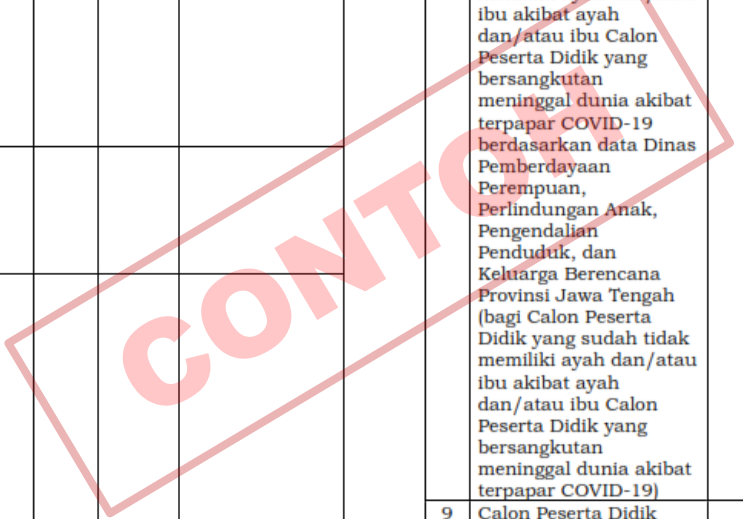 ibu akibat ayah
dan/atau ibu Calon
Peserta Didik yang
bersangkutan
meninggal dunia akibat
terpapar COVID-19
berdasarkan data Dinas
Pemberdayaan
Perempuan,
Perlindungan Anak,
Pengendalian
Penduduk, dan
Keluarga Berencana
Provinsi Jawa Tengah
(bagi Calon Peserta
Didik yang sudah tidak
memiliki ayah dan/atau
ibu akibat ayah
dan/atau ibu Calon
Peserta Didik yang
bersangkutan
meninggal dunia akibat
terpapar COVID-19)
9 Calon Peserta Didik
CONTOH